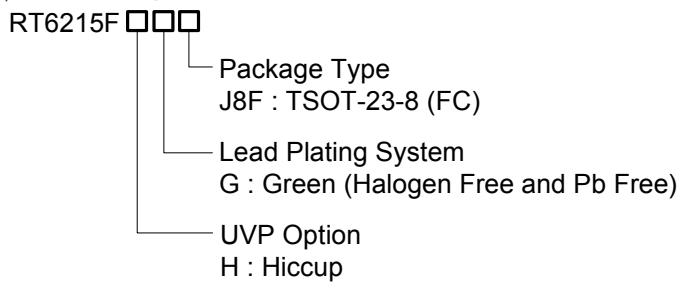 RT6215F
Package Type
J8F : TSOT-23-8 (FC)
Lead Plating System
G : Green (Halogen Free and Pb Free)
UVP Option
H : Hiccup